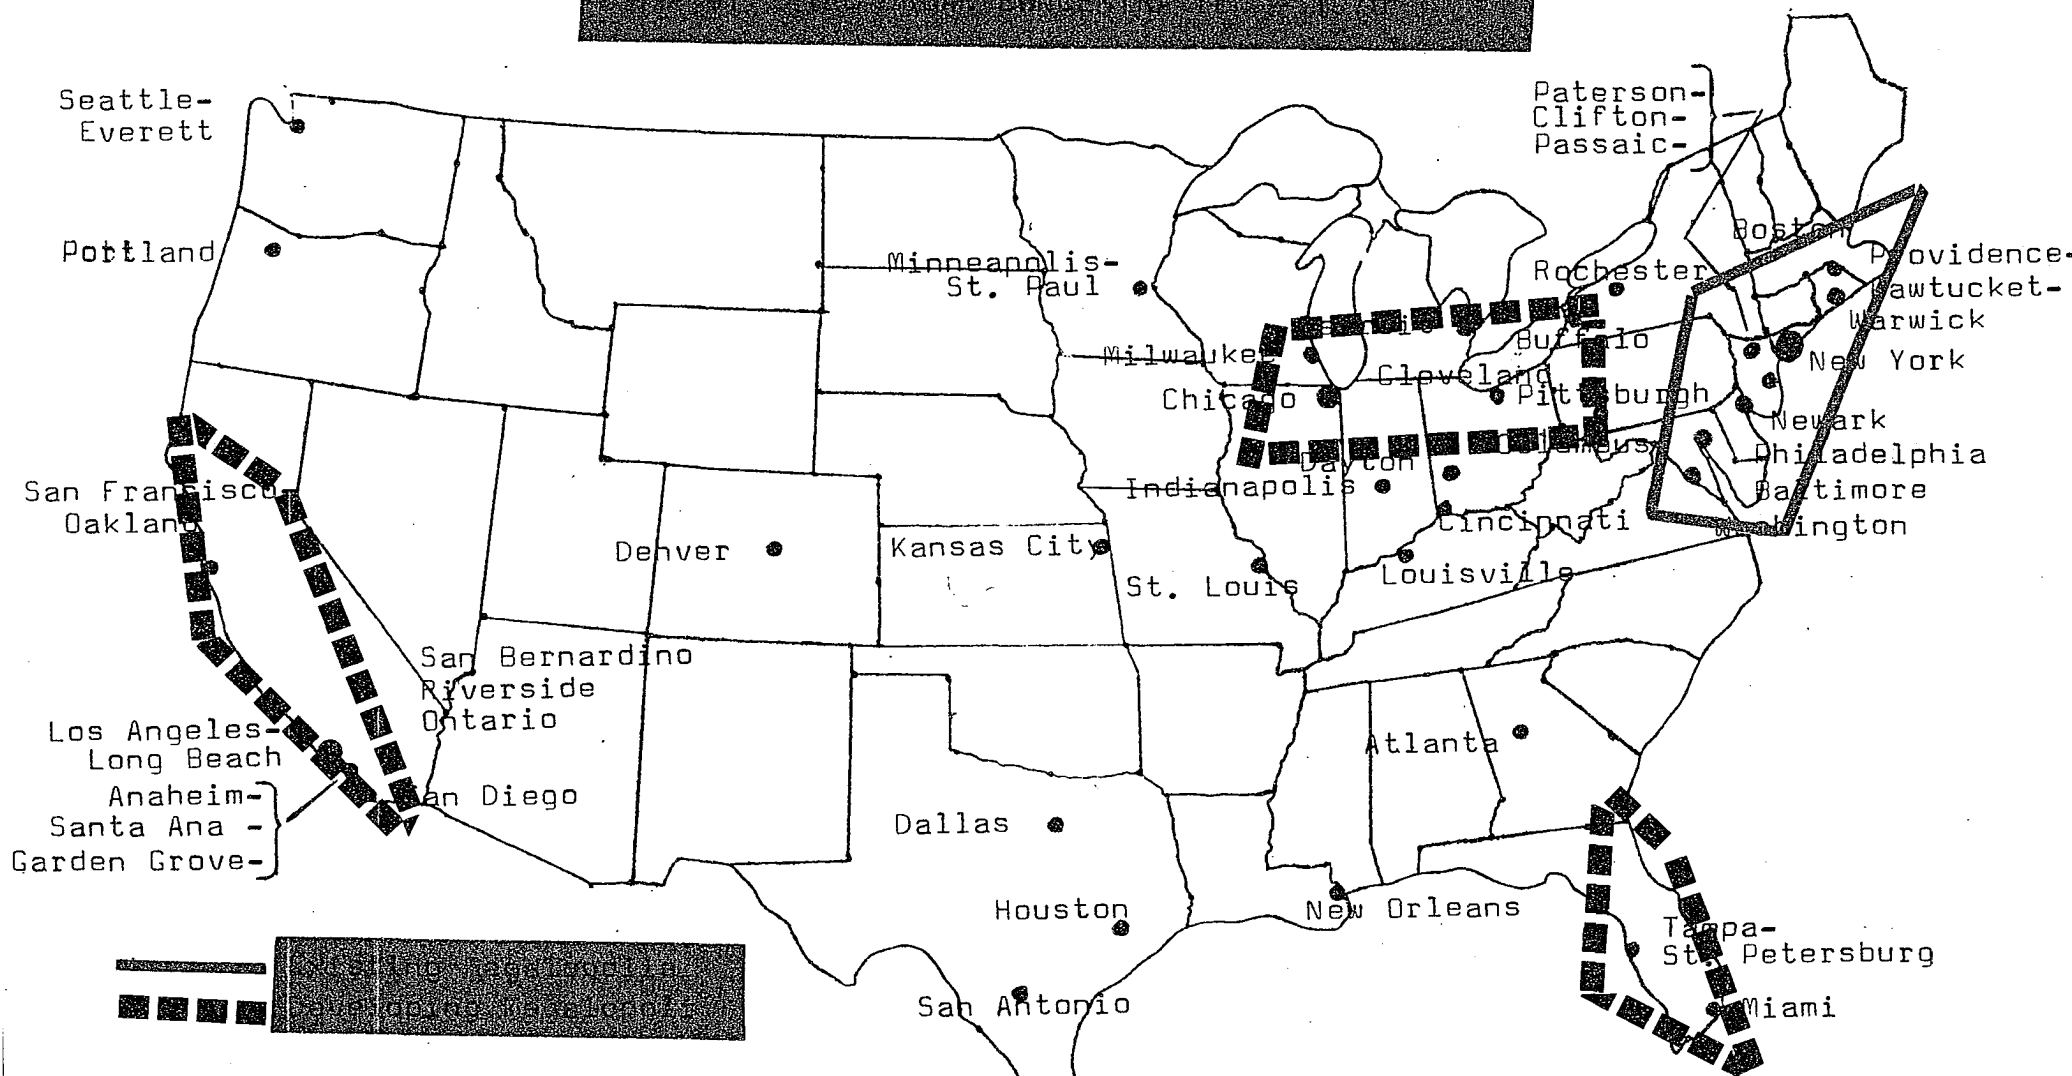 Seattle-
Everett
Portland
San Francisco
Oakland
Los Angeles-
Long Beach
Anaheim-
Santa Ana -
Garden Grove-
San Bernardino
Riverside
Ontario
San Diego
Denver
Kansas City
Dallas
Houston
San Antonio
Minneapolis-
St. Paul
Milwaukee
Chicago
Indianapolis
St. Louis
Dayton
Columbus
Cincinnati
Louisville
Cleveland
Pittsburgh
Buffalo
Rochester
Paterson-
Clifton-
Passaic-
Boston
Providence-
Pawtucket-
Warwick
New York
Newark
Philadelphia
Baltimore
Washington
Atlanta
New Orleans
Tampa-
St. Petersburg
Miami